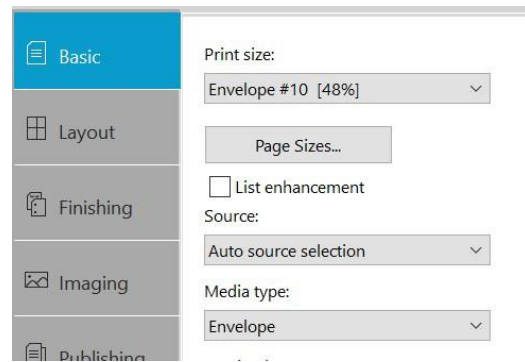 Basic
Layout
Finishing
Imaging
Publishing
Print size:
Envelope #10 [48%]
Page Sizes...
List enhancement
Source:
Auto source selection
Media type:
Envelope